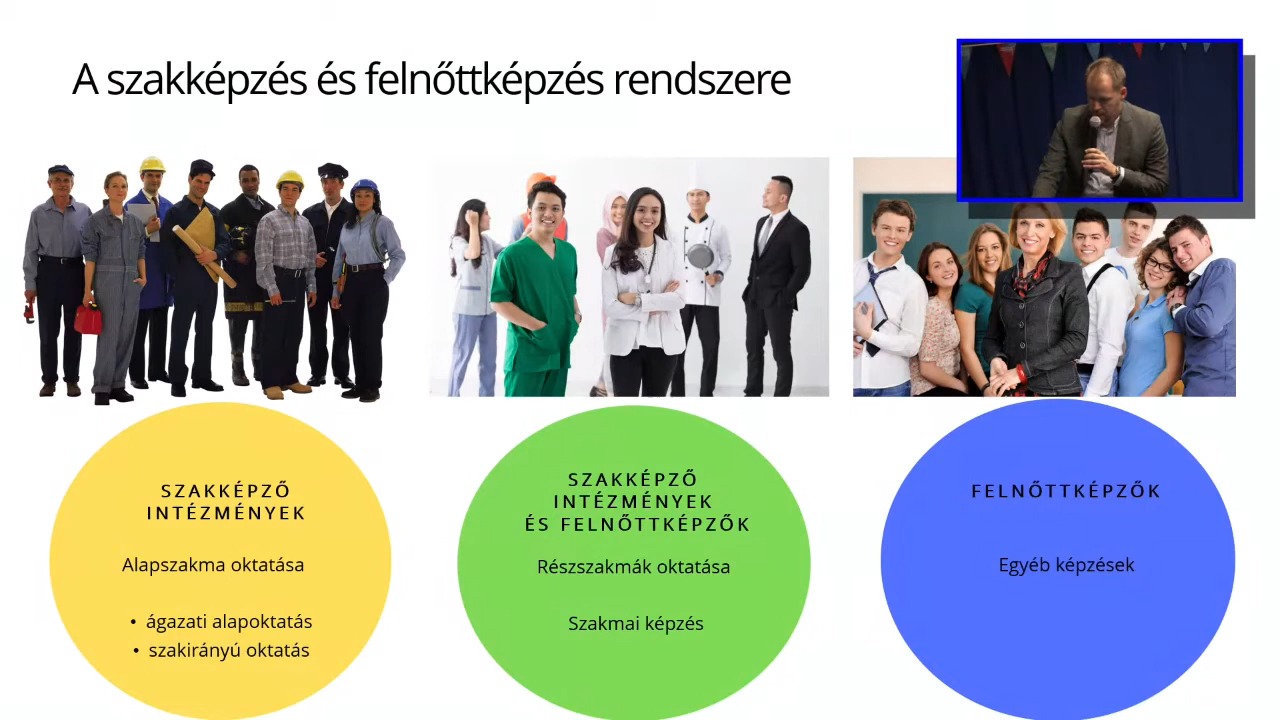 A szakképzés és felnőttképzés rendszere
SZAKKÉPZŐ
INTÉZMÉNYEK
Alapszakma oktatása
• ágazati alapoktatás
• szakirányú oktatás
SZAKKÉPZŐ
INTÉZMÉNYEK
ÉS FELNŐTTKÉPZŐK
Részszakmák oktatása
Szakmai képzés
FELNŐTTKÉPZŐK
Egyéb képzések